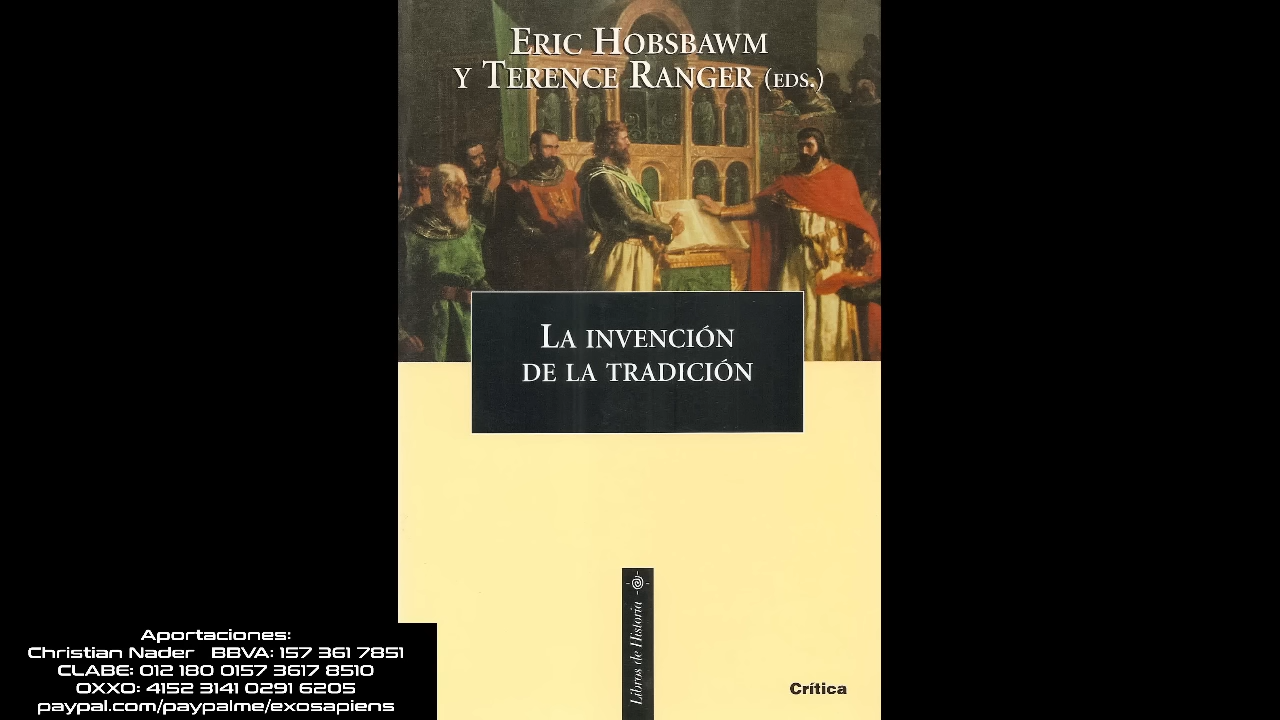 ERIC HOBSBAWM
Y TERENCE RANGER (EDS.)
LA INVENCIÓN
DE LA TRADICIÓN
Libros de Historia
Crítica
Aportaciones:
Christian Nader BBVA: 157 361 7851
CLABE: 012 180 0157 3617 8510
OXXO: 4152 3141 0291 6205
paypal.com/paypalme/exosapiens